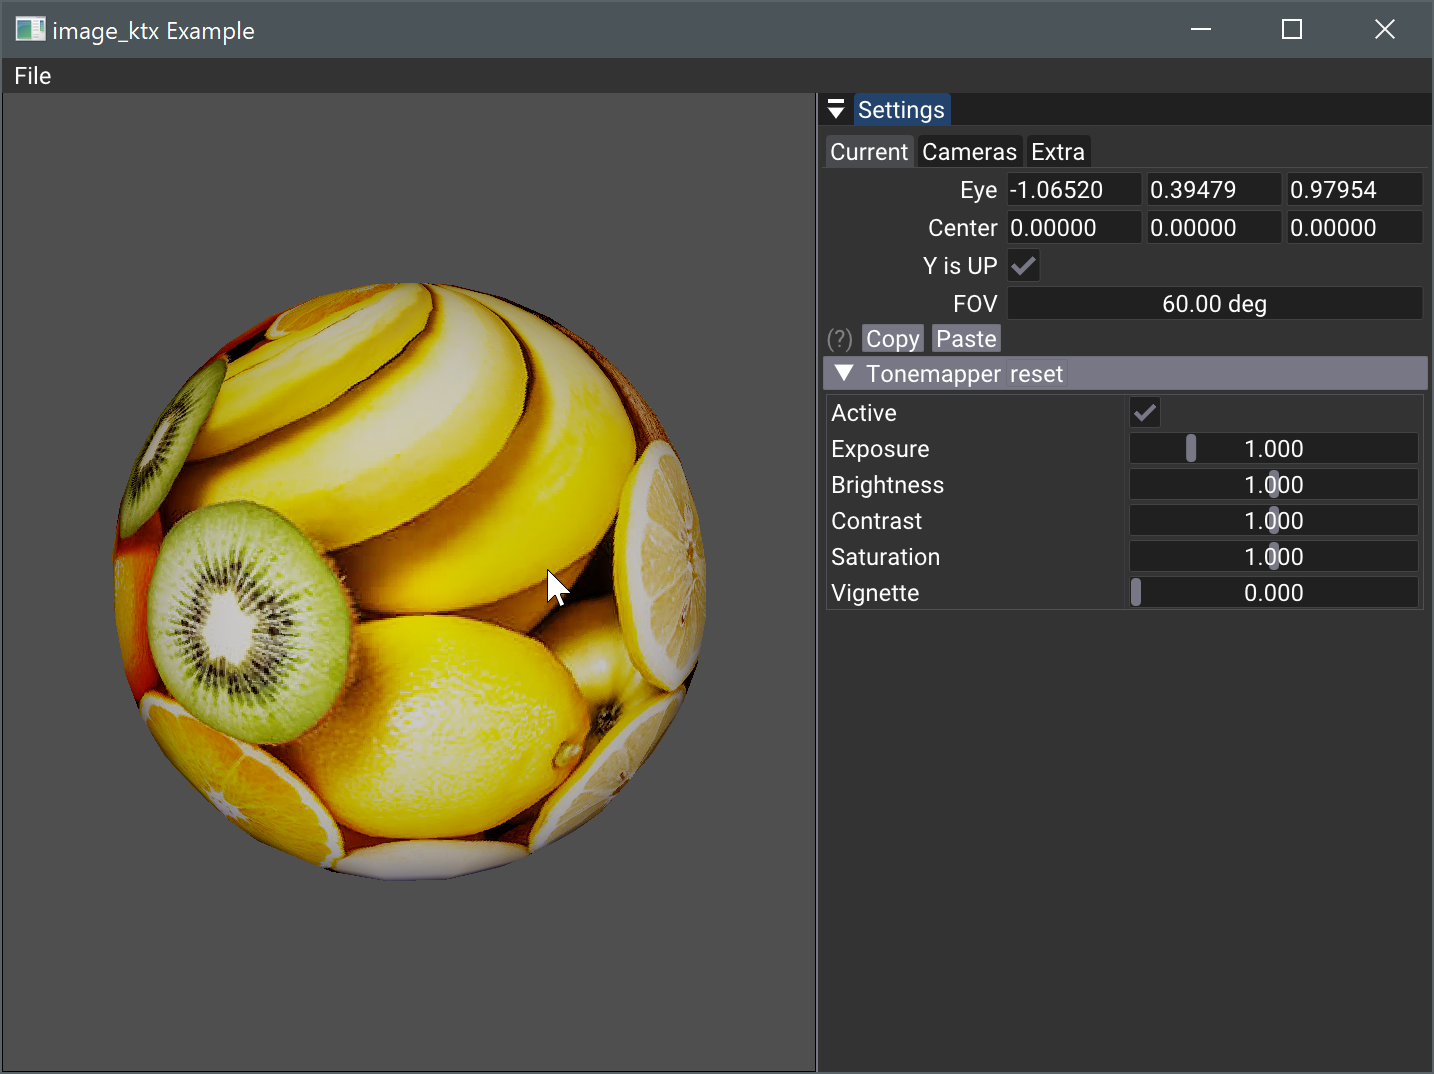 image_ktx Example
File
Settings
Current Cameras Extra
Eye -1.06520 0.39479 0.97954
Center 0.00000 0.00000 0.00000
Y is UP
FOV 60.00 deg
(?) Copy Paste
Tonemapper reset
Active
Exposure 1.000
Brightness 1.000
Contrast 1.000
Saturation 1.000
Vignette 0.000